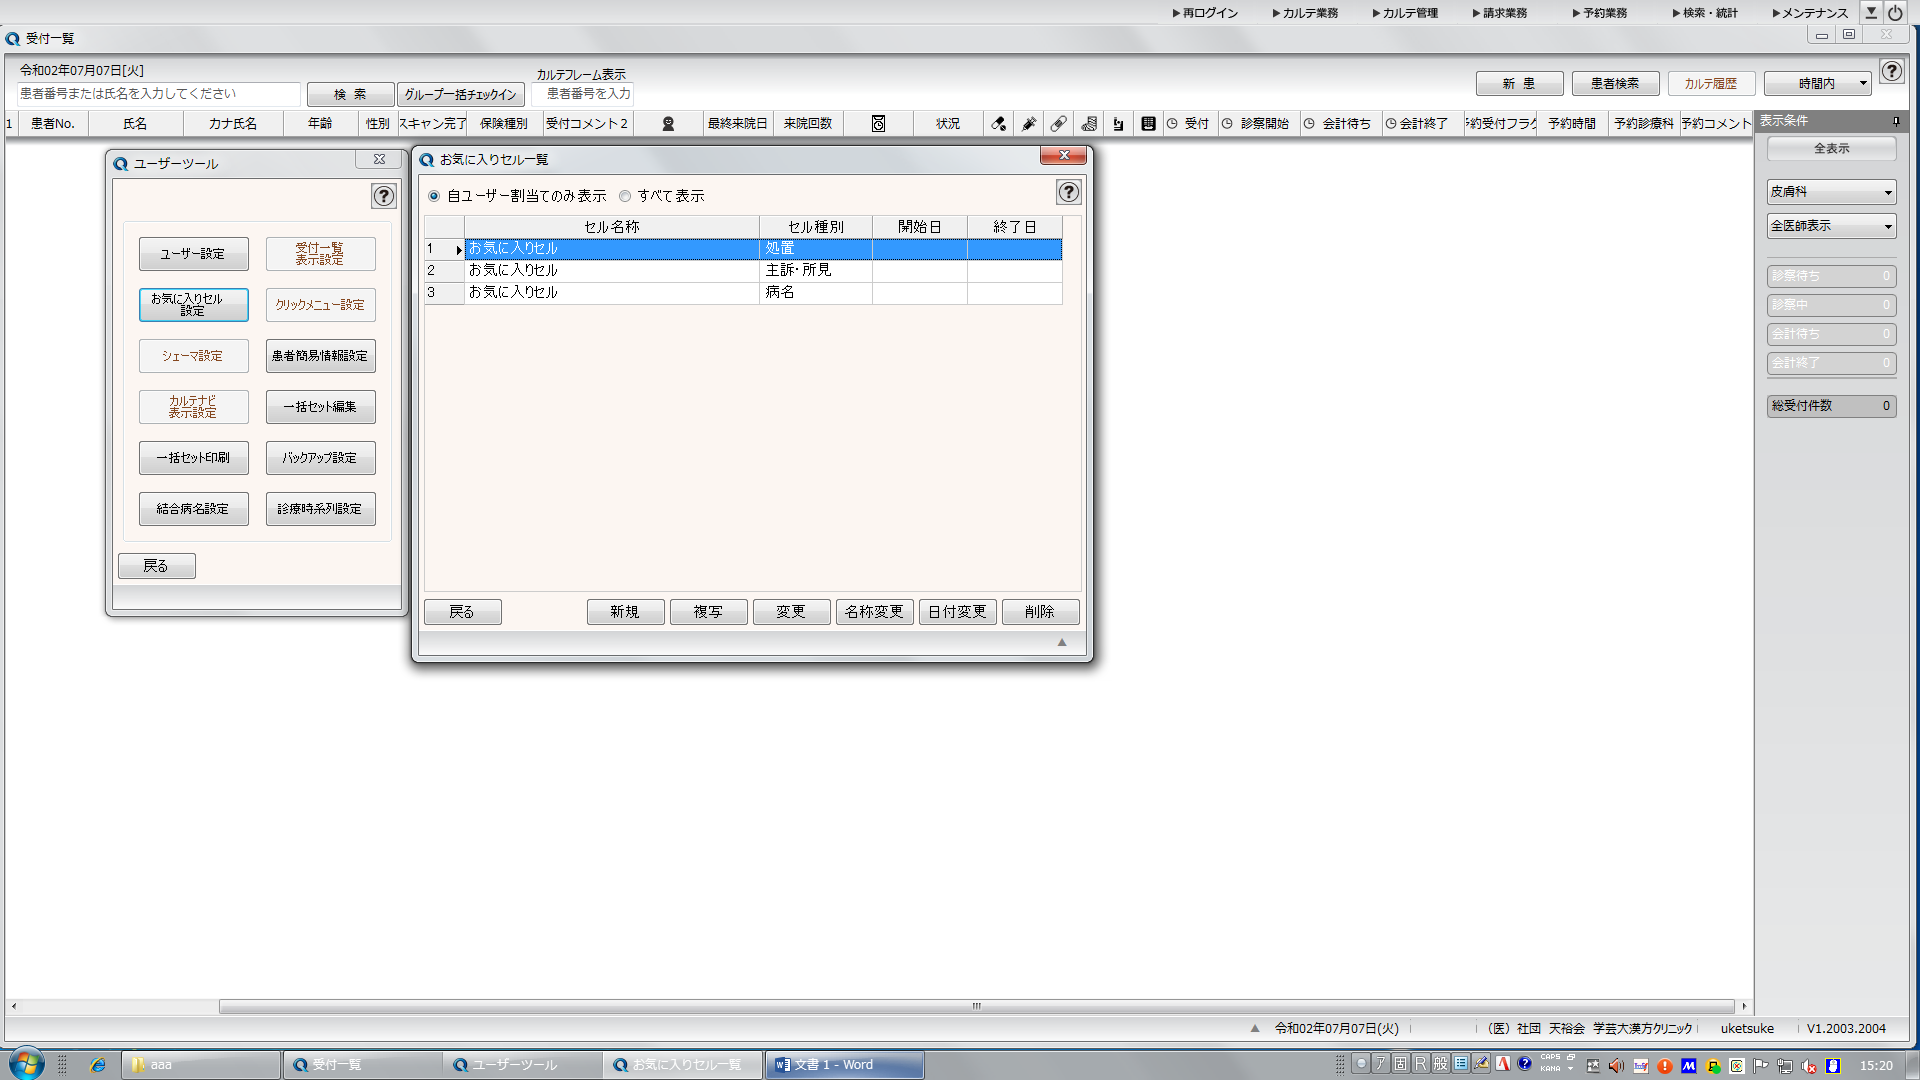 ▶再ログイン ▶カルテ業務 ▶カルテ管理 ▶請求業務 ▶予約業務 ▶検索・統計 ▶メンテナンス
受付一覧
令和02年07月07日[火]
患者番号または氏名を入力してください
検 索
グループ一括チェックイン
カルテフレーム表示
患者番号を入力
新 患
患者検索
カルテ履歴
時間内
1 患者No. 氏名 カナ氏名 年齢 性別 スキャン完了 保険種別 受付コメント2 最終来院日 来院回数 状況 受付 診察開始 会計待ち 会計終了 予約受付フラグ 予約時間 予約診療科 予約コメント
表示条件
全表示
皮膚科
全医師表示
診察待ち 0
診察中 0
会計待ち 0
会計終了 0
総受付件数 0
ユーザーツール
ユーザー設定
受付一覧
表示設定
お気に入りセル
設定
クリックメニュー設定
シェーマ設定
患者簡易情報設定
カルテナビ
表示設定
一括セット編集
一括セット印刷
バックアップ設定
結合病名設定
診療時系列設定
戻る
お気に入りセル一覧
自ユーザー割当てのみ表示 すべて表示
セル名称 セル種別 開始日 終了日
1 お気に入りセル 処置
2 お気に入りセル 主訴・所見
3 お気に入りセル 病名
戻る 新規 複写 変更 名称変更 日付変更 削除
令和02年07月07日(火) (医) 社団 天裕会 学芸大漢方クリニック uketsuke V1.2003.2004
aaa 受付一覧 ユーザーツール お気に入りセル一覧 文書 1 - Word
ア 固 R 般 CAPS
KANA
15:20